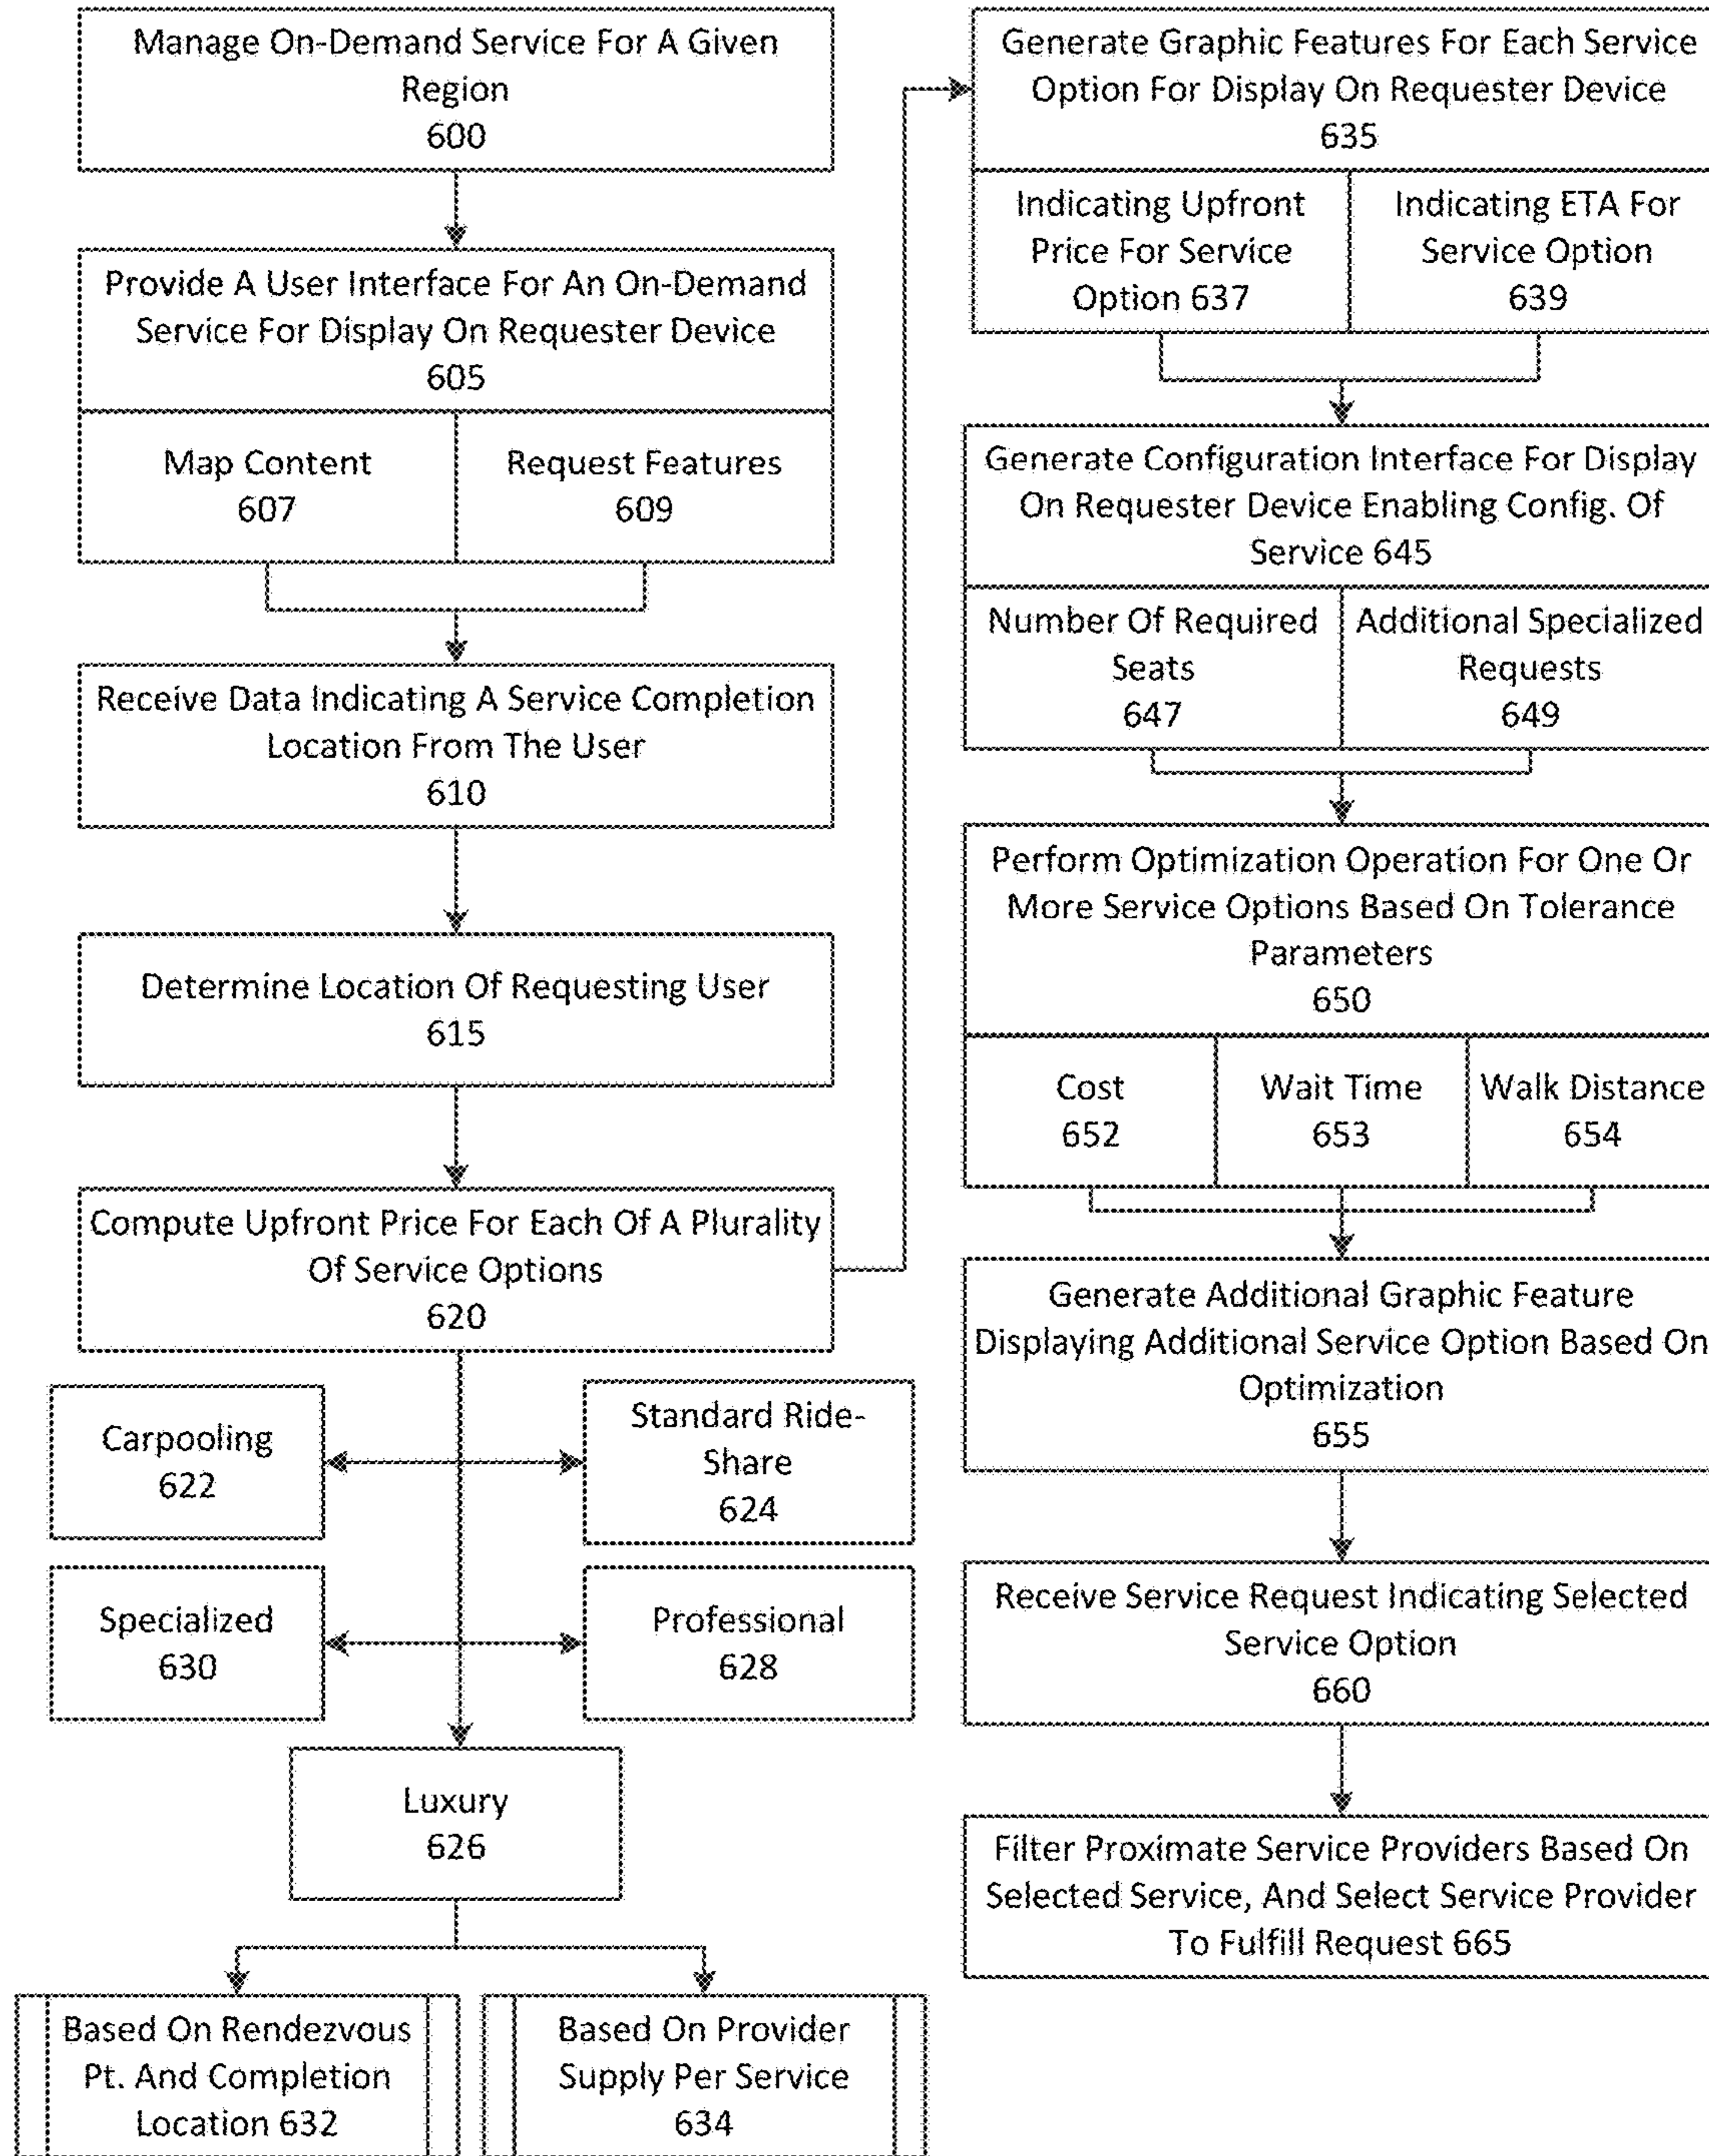 Manage On-Demand Service For A Given
Region
600
Provide A User Interface For An On-Demand
Service For Display On Requester Device
605
Map Content
607
Request Features
609
Receive Data Indicating A Service Completion
Location From The User
610
Determine Location Of Requesting User
615
Compute Upfront Price For Each Of A Plurality
Of Service Options
620
Carpooling
622
Standard Ride-
Share
624
Specialized
630
Professional
628
Luxury
626
Based On Rendezvous
Pt. And Completion
Location 632
Based On Provider
Supply Per Service
634
Generate Graphic Features For Each Service
Option For Display On Requester Device
635
Indicating Upfront
Price For Service
Option 637
Indicating ETA For
Service Option
639
Generate Configuration Interface For Display
On Requester Device Enabling Config. Of
Service 645
Number Of Required
Seats
647
Additional Specialized
Requests
649
Perform Optimization Operation For One Or
More Service Options Based On Tolerance
Parameters
650
Cost
652
Wait Time
653
Walk Distance
654
Generate Additional Graphic Feature
Displaying Additional Service Option Based On
Optimization
655
Receive Service Request Indicating Selected
Service Option
660
Filter Proximate Service Providers Based On
Selected Service, And Select Service Provider
To Fulfill Request 665